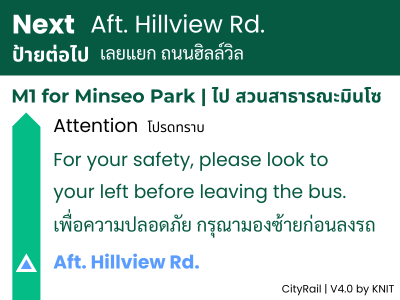 Next Aft. Hillview Rd.
ป้ายต่อไป เลยแยก ถนนฮิลล์วิล
M1 for Minseo Park | ไป สวนสาธารณะมินโซ
Attention โปรดทราบ
For your safety, please look to
your left before leaving the bus.
เพื่อความปลอดภัย กรุณามองซ้ายก่อนลงรถ
Aft. Hillview Rd.
CityRail | V4.0 by KNIT